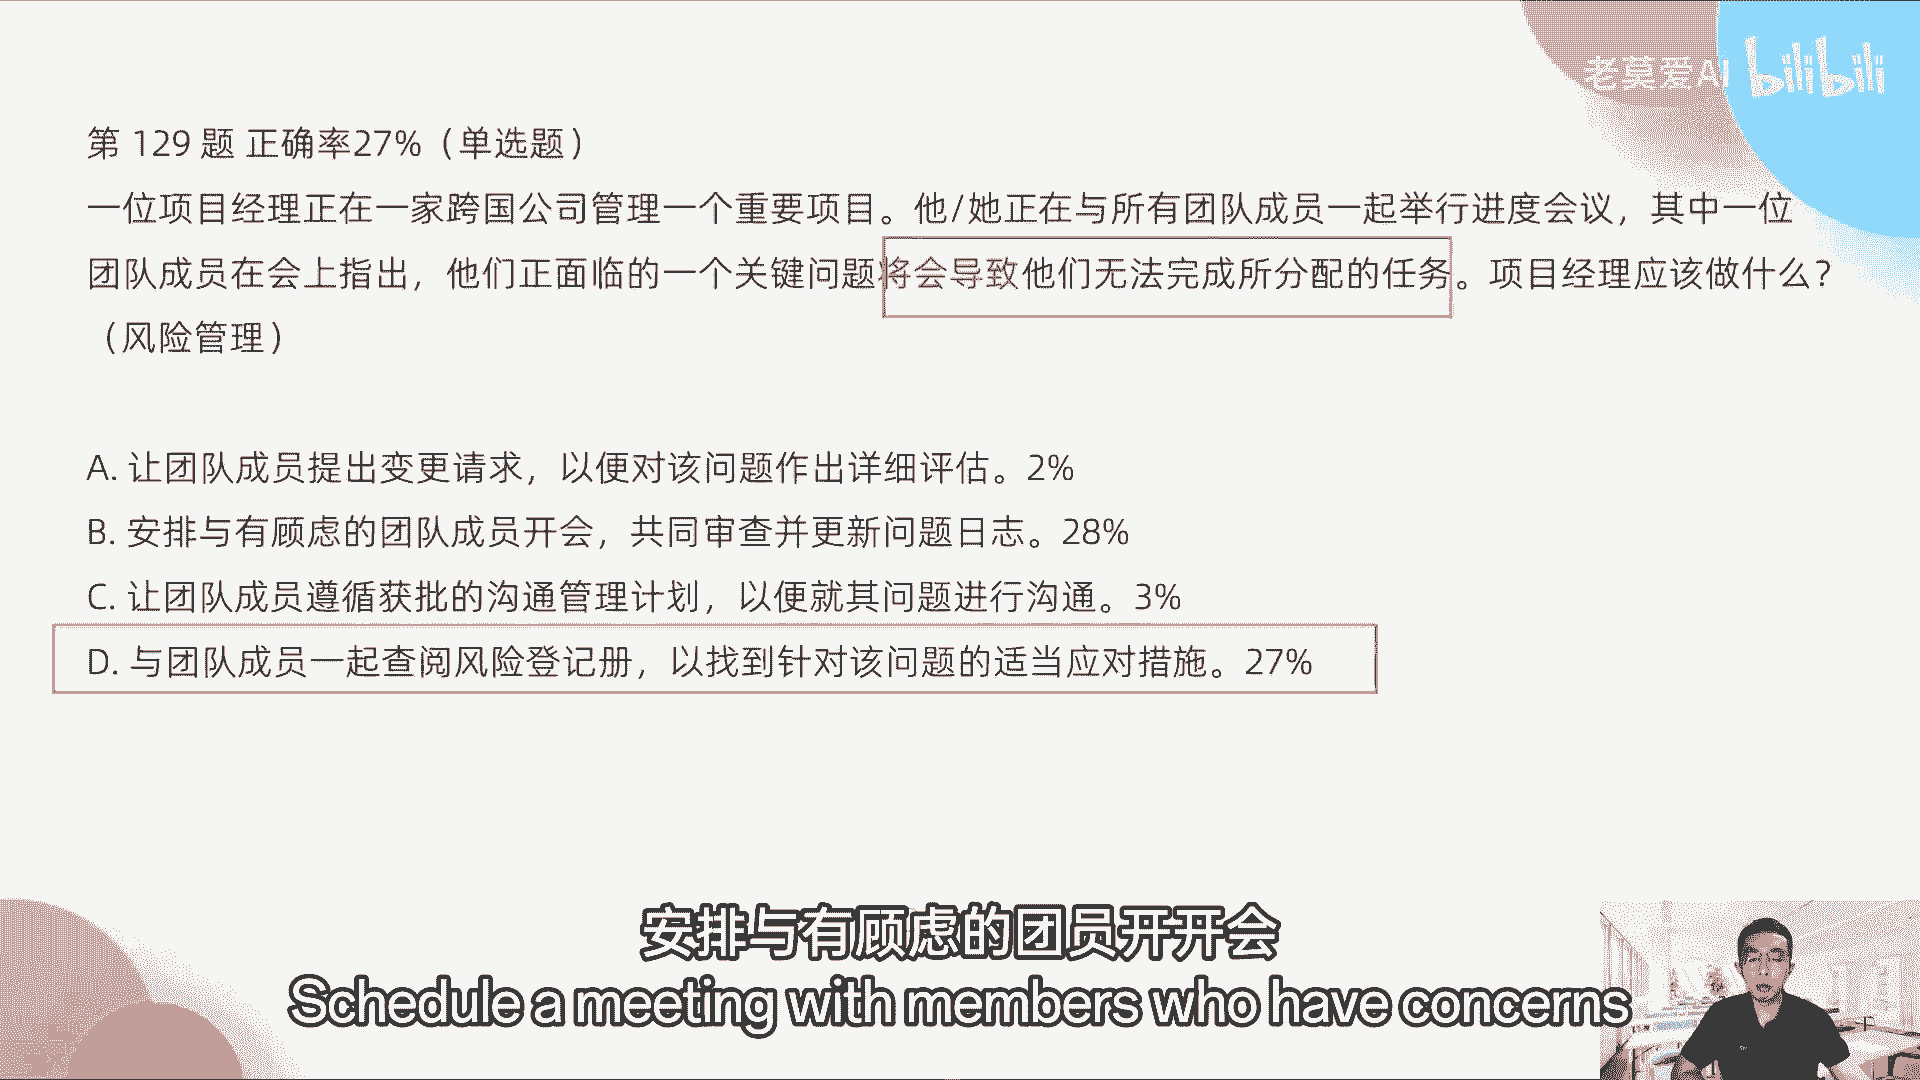 老莫爱AI bilibili
第 129 题 正确率27%（单选题）
一位项目经理正在一家跨国公司管理一个重要项目。他/她正在与所有团队成员一起举行进度会议，其中一位
团队成员在会上指出，他们正面临的一个关键问题将会导致他们无法完成所分配的任务。项目经理应该做什么？
（风险管理）
A. 让团队成员提出变更请求，以便对该问题作出详细评估。2%
B. 安排与有顾虑的团队成员开会，共同审查并更新问题日志。28%
C. 让团队成员遵循获批的沟通管理计划，以便就其问题进行沟通。3%
D. 与团队成员一起查阅风险登记册，以找到针对该问题的适当应对措施。27%
安排与有顾虑的团员开开会
Schedule a meeting with members who have concerns